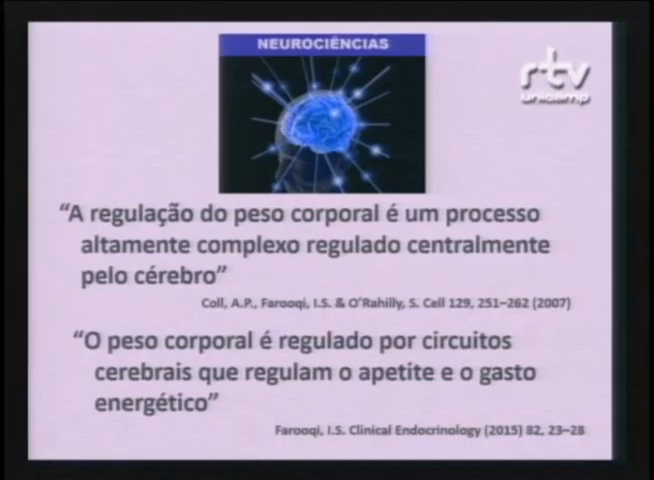 NEUROCIÊNCIAS
rtv
unicamp
“A regulação do peso corporal é um processo
altamente complexo regulado centralmente
pelo cérebro”
Coll, A.P., Farooqi, I.S. & O’Rahilly, S. Cell 129, 251–262 (2007)
“O peso corporal é regulado por circuitos
cerebrais que regulam o apetite e o gasto
energético”
Farooqi, I.S. Clinical Endocrinology (2015) 82, 23–28